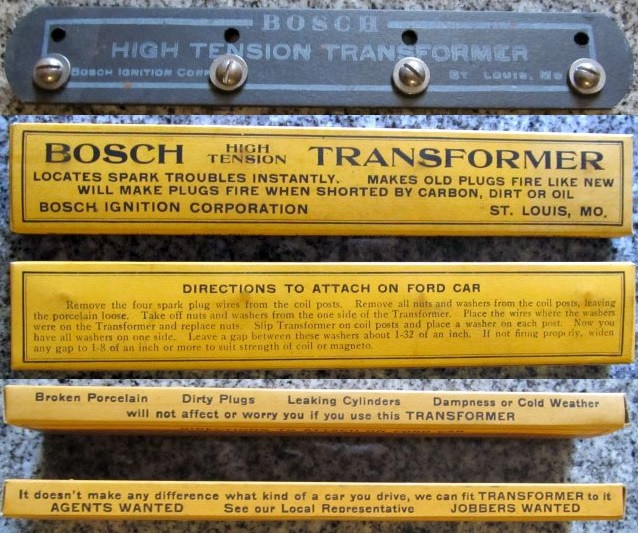 BOSCH
HIGH TENSION TRANSFORMER
BOSCH IGNITION CORP ST. LOUIS, MO
BOSCH HIGH TENSION TRANSFORMER
LOCATES SPARK TROUBLES INSTANTLY. MAKES OLD PLUGS FIRE LIKE NEW
WILL MAKE PLUGS FIRE WHEN SHORTED BY CARBON, DIRT OR OIL
BOSCH IGNITION CORPORATION ST. LOUIS, MO.
DIRECTIONS TO ATTACH ON FORD CAR
Remove the four spark plug wires from the coil posts. Remove all nuts and washers from the coil posts, leaving
the porcelain loose. Take off nuts and washers from the one side of the Transformer. Place the wires where the washers
were on the Transformer and replace nuts. Slip Transformer on coil posts and place a washer on each post. Now you
have all washers on one side. Leave a gap between these washers about 1-32 of an inch. If not firing properly, widen
any gap to 1-8 of an inch or more to suit strength of coil or magneto.
Broken Porcelain Dirty Plugs Leaking Cylinders Dampness or Cold Weather
will not affect or worry you if you use this TRANSFORMER
DIRECTIONS TO ATTACH ON FORD CAR
It doesn't make any difference what kind of a car you drive, we can fit TRANSFORMER to it
AGENTS WANTED See our Local Representative JOBBERS WANTED